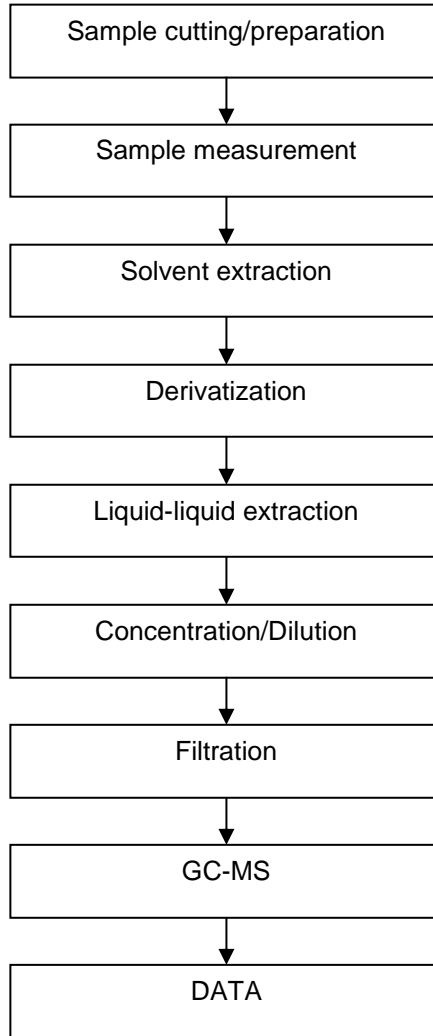 Sample cutting/preparation
Sample measurement
Solvent extraction
Derivatization
Liquid-liquid extraction
Concentration/Dilution
Filtration
GC-MS
DATA